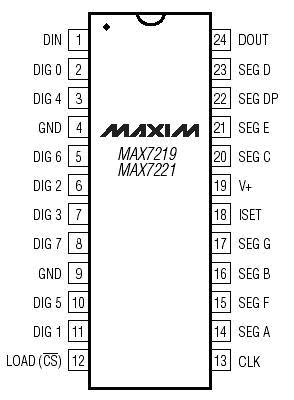 DIN 1 24 DOUT
DIG 0 2 23 SEG D
DIG 4 3 22 SEG DP
GND 4 MAXIM 21 SEG E
DIG 6 5 MAX7219 20 SEG C
MAX7221
DIG 2 6 19 V+
DIG 3 7 18 ISET
DIG 7 8 17 SEG G
GND 9 16 SEG B
DIG 5 10 15 SEG F
DIG 1 11 14 SEG A
LOAD (C̅S̅) 12 13 CLK